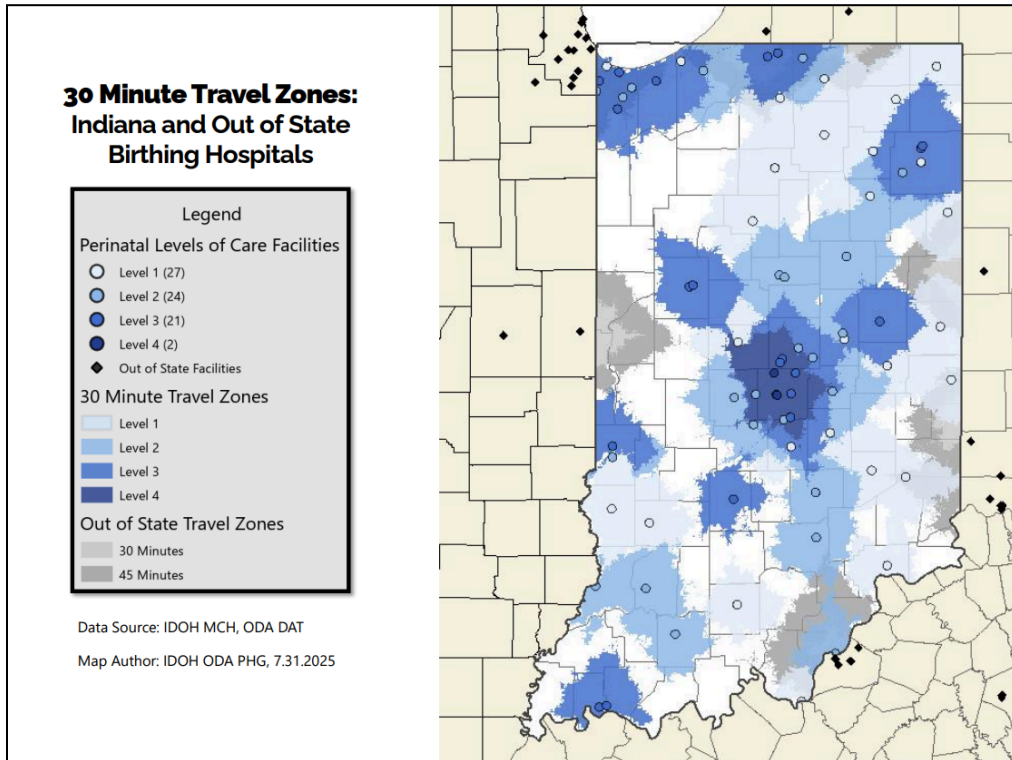 30 Minute Travel Zones:
Indiana and Out of State
Birthing Hospitals
Legend
Perinatal Levels of Care Facilities
Level 1 (27)
Level 2 (24)
Level 3 (21)
Level 4 (2)
Out of State Facilities
30 Minute Travel Zones
Level 1
Level 2
Level 3
Level 4
Out of State Travel Zones
30 Minutes
45 Minutes
Data Source: IDOH MCH, ODA DAT
Map Author: IDOH ODA PHG, 7.31.2025